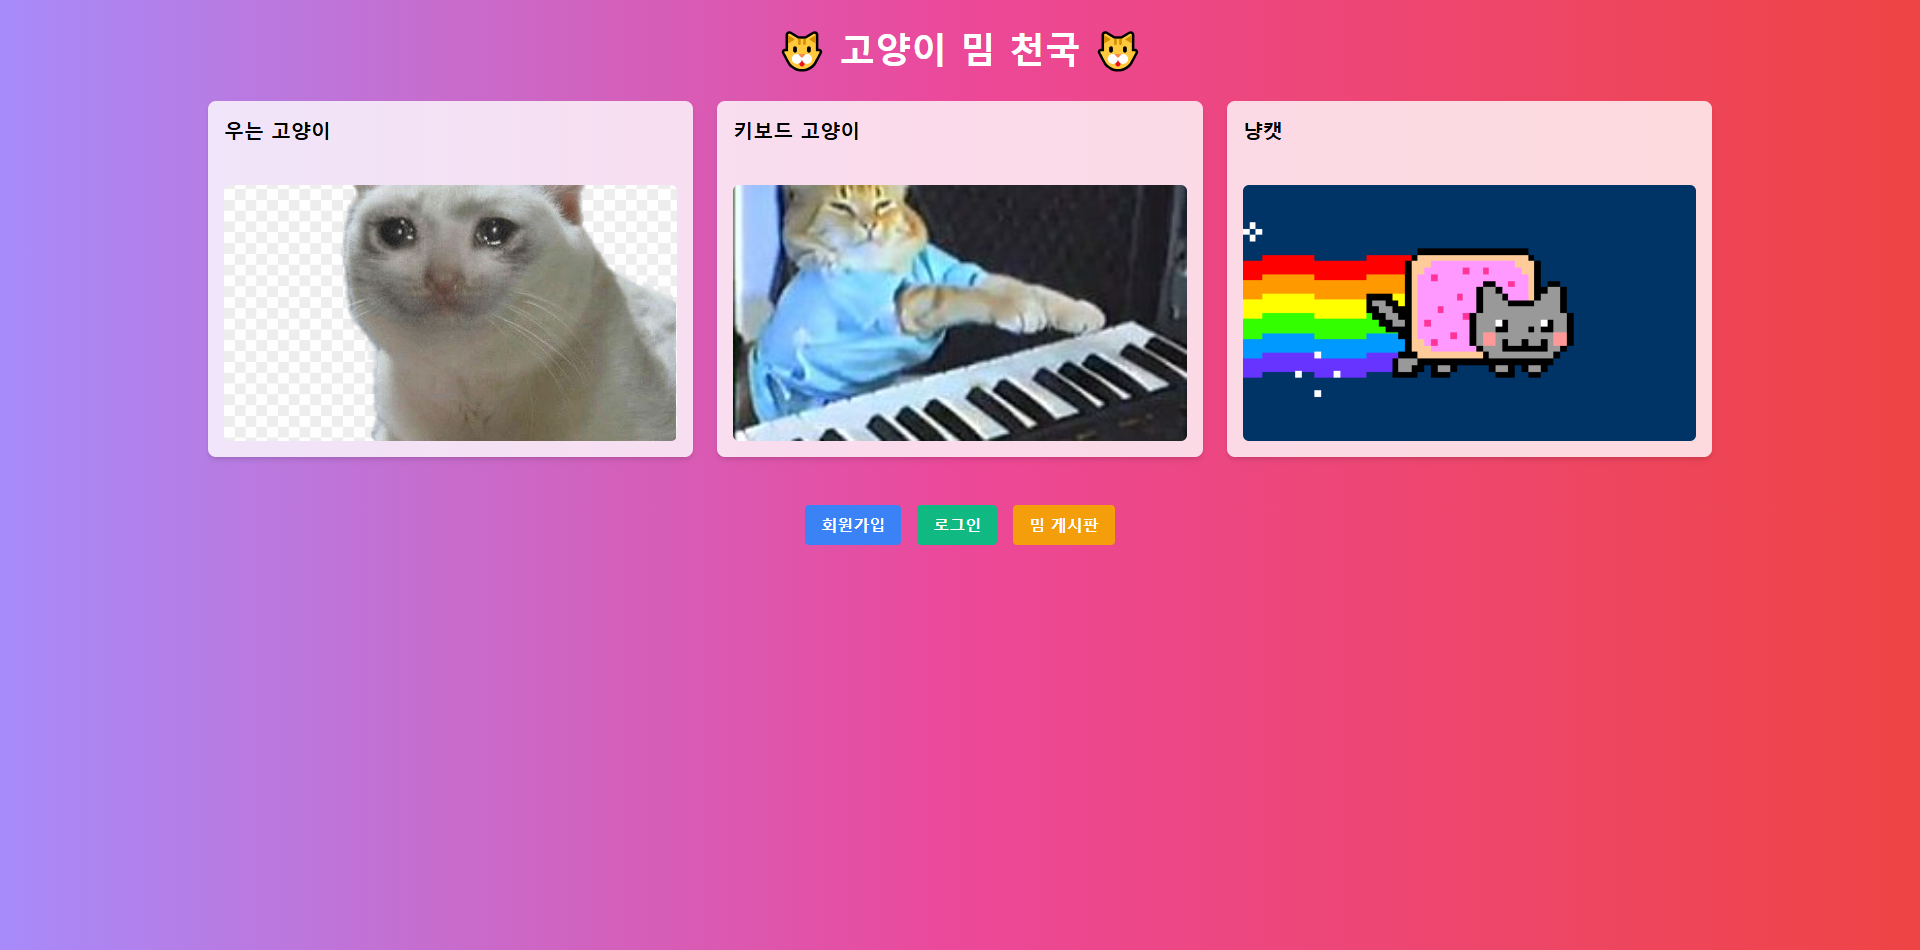 🐱 고양이 밈 천국 🐱
우는 고양이
키보드 고양이
냥캣
회원가입
로그인
밈 게시판